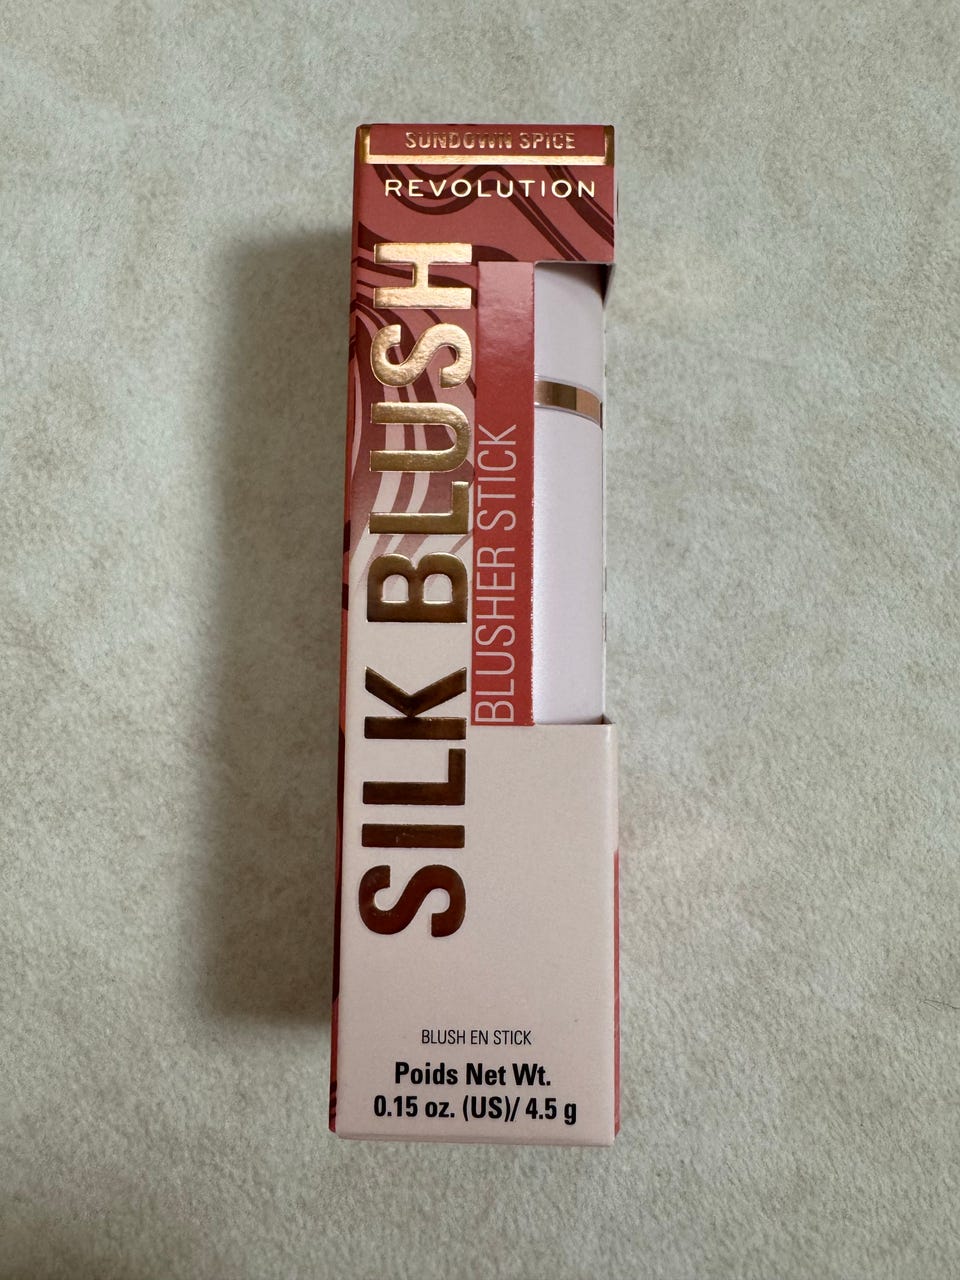 SUNDOWN SPICE
REVOLUTION
SILK BLUSH
BLUSHER STICK
BLUSH EN STICK
Poids Net Wt.
0.15 oz. (US)/ 4.5 g